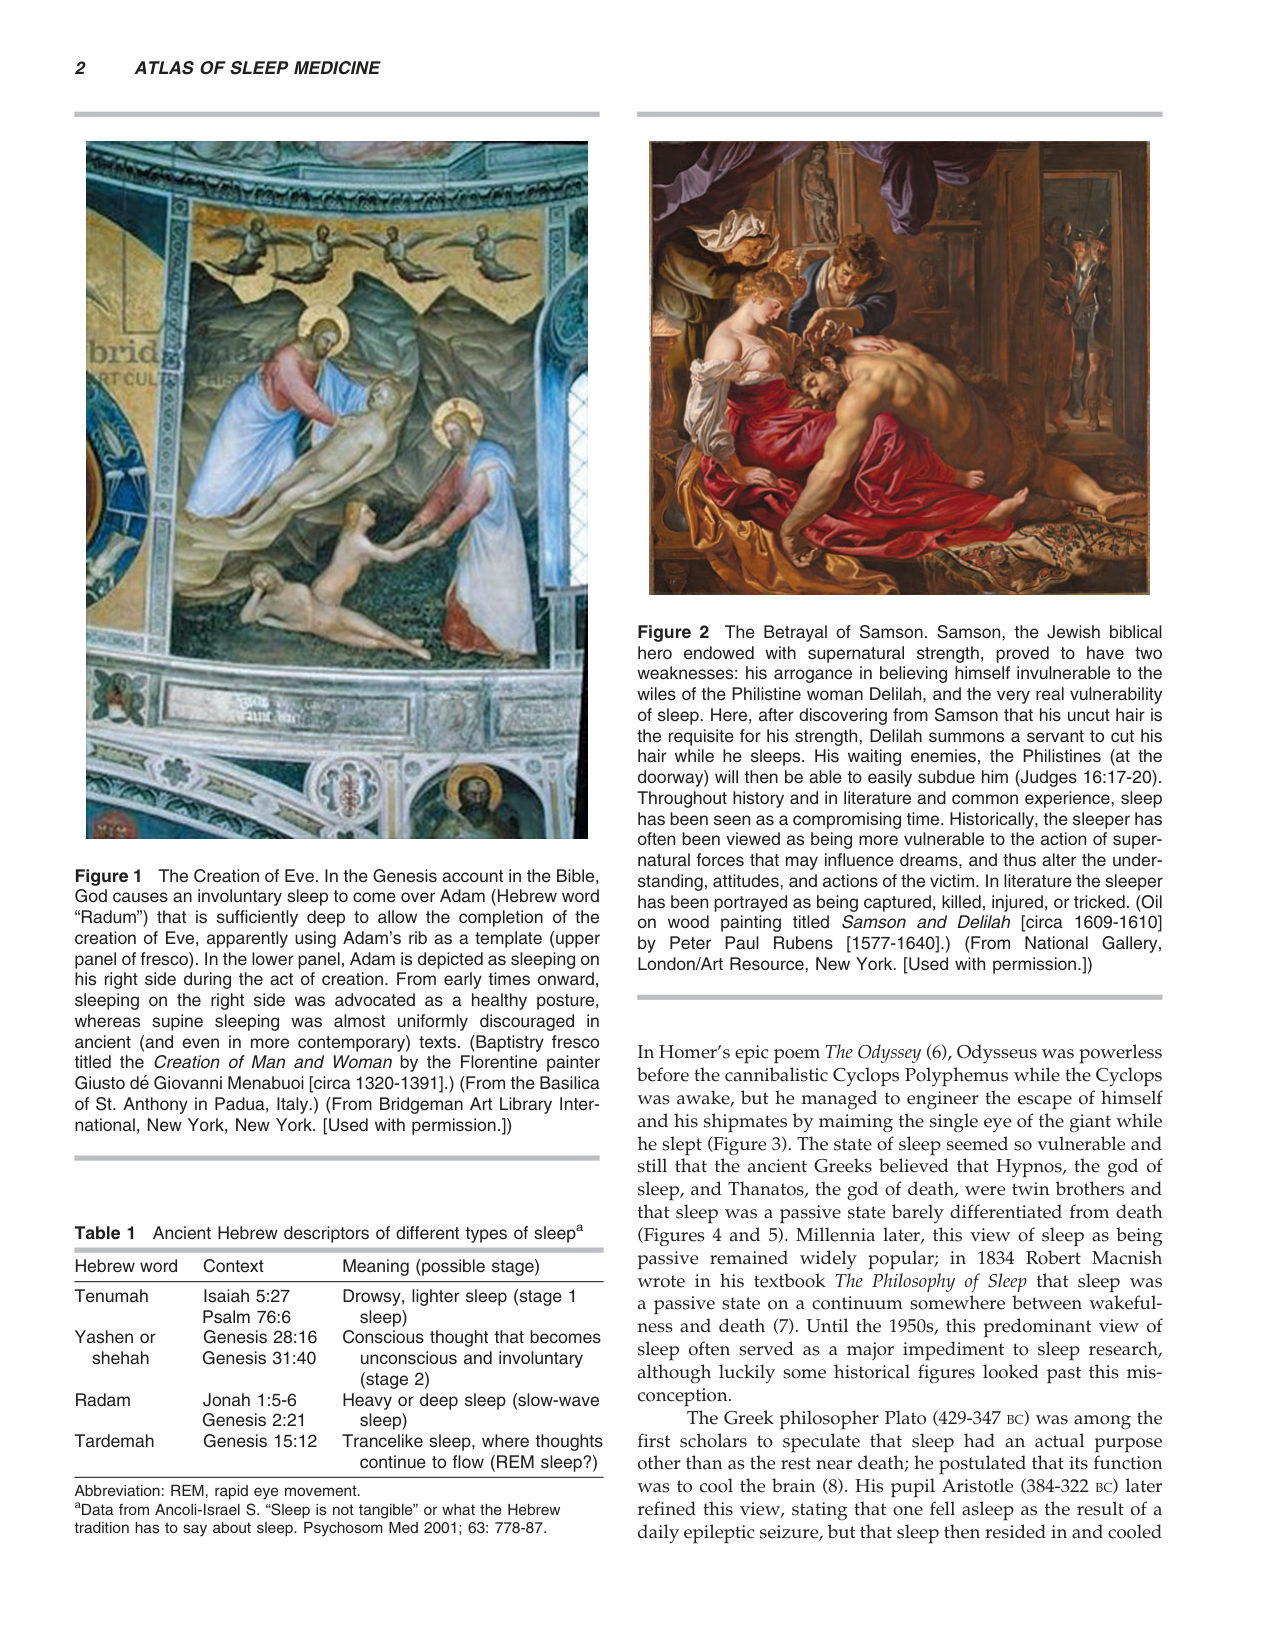 2 ATLAS OF SLEEP MEDICINE
Figure 1 The Creation of Eve. In the Genesis account in the Bible,
God causes an involuntary sleep to come over Adam (Hebrew word
“Radum”) that is sufficiently deep to allow the completion of the
creation of Eve, apparently using Adam’s rib as a template (upper
panel of fresco). In the lower panel, Adam is depicted as sleeping on
his right side during the act of creation. From early times onward,
sleeping on the right side was advocated as a healthy posture,
whereas supine sleeping was almost uniformly discouraged in
ancient (and even in more contemporary) texts. (Baptistry fresco
titled the Creation of Man and Woman by the Florentine painter
Giusto dé Giovanni Menabuoi [circa 1320-1391].) (From the Basilica
of St. Anthony in Padua, Italy.) (From Bridgeman Art Library Inter-
national, New York, New York. [Used with permission.])
Table 1 Ancient Hebrew descriptors of different types of sleepa
Hebrew word Context Meaning (possible stage)
Tenumah Isaiah 5:27 Drowsy, lighter sleep (stage 1
Psalm 76:6 sleep)
Yashen or Genesis 28:16 Conscious thought that becomes
shehah Genesis 31:40 unconscious and involuntary
(stage 2)
Radam Jonah 1:5-6 Heavy or deep sleep (slow-wave
Genesis 2:21 sleep)
Tardemah Genesis 15:12 Trancelike sleep, where thoughts
continue to flow (REM sleep?)
Abbreviation: REM, rapid eye movement.
aData from Ancoli-Israel S. “Sleep is not tangible” or what the Hebrew
tradition has to say about sleep. Psychosom Med 2001; 63: 778-87.
Figure 2 The Betrayal of Samson. Samson, the Jewish biblical
hero endowed with supernatural strength, proved to have two
weaknesses: his arrogance in believing himself invulnerable to the
wiles of the Philistine woman Delilah, and the very real vulnerability
of sleep. Here, after discovering from Samson that his uncut hair is
the requisite for his strength, Delilah summons a servant to cut his
hair while he sleeps. His waiting enemies, the Philistines (at the
doorway) will then be able to easily subdue him (Judges 16:17-20).
Throughout history and in literature and common experience, sleep
has been seen as a compromising time. Historically, the sleeper has
often been viewed as being more vulnerable to the action of super-
natural forces that may influence dreams, and thus alter the under-
standing, attitudes, and actions of the victim. In literature the sleeper
has been portrayed as being captured, killed, injured, or tricked. (Oil
on wood painting titled Samson and Delilah [circa 1609-1610]
by Peter Paul Rubens [1577-1640].) (From National Gallery,
London/Art Resource, New York. [Used with permission.])
In Homer’s epic poem The Odyssey (6), Odysseus was powerless
before the cannibalistic Cyclops Polyphemus while the Cyclops
was awake, but he managed to engineer the escape of himself
and his shipmates by maiming the single eye of the giant while
he slept (Figure 3). The state of sleep seemed so vulnerable and
still that the ancient Greeks believed that Hypnos, the god of
sleep, and Thanatos, the god of death, were twin brothers and
that sleep was a passive state barely differentiated from death
(Figures 4 and 5). Millennia later, this view of sleep as being
passive remained widely popular; in 1834 Robert Macnish
wrote in his textbook The Philosophy of Sleep that sleep was
a passive state on a continuum somewhere between wakeful-
ness and death (7). Until the 1950s, this predominant view of
sleep often served as a major impediment to sleep research,
although luckily some historical figures looked past this mis-
conception.
The Greek philosopher Plato (429-347 BC) was among the
first scholars to speculate that sleep had an actual purpose
other than as the rest near death; he postulated that its function
was to cool the brain (8). His pupil Aristotle (384-322 BC) later
refined this view, stating that one fell asleep as the result of a
daily epileptic seizure, but that sleep then resided in and cooled